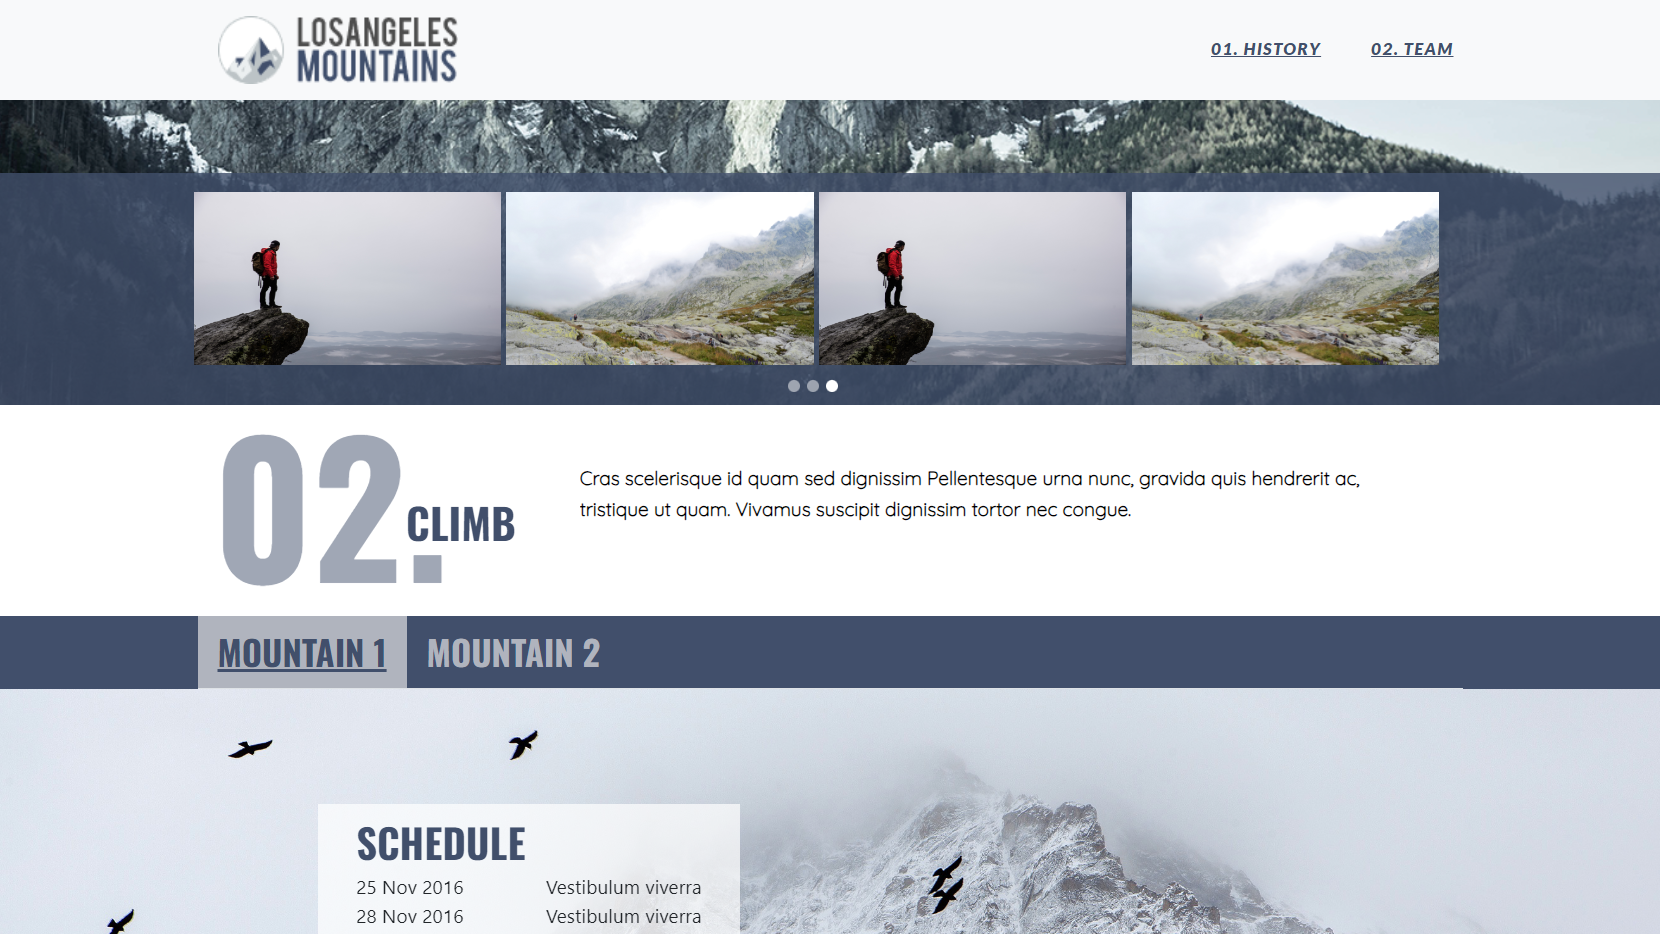 LOSANGELES
MOUNTAINS
01. HISTORY
02. TEAM
02.
CLIMB
Cras scelerisque id quam sed dignissim Pellentesque urna nunc, gravida quis hendrerit ac,
tristique ut quam. Vivamus suscipit dignissim tortor nec congue.
MOUNTAIN 1
MOUNTAIN 2
SCHEDULE
25 Nov 2016 Vestibulum viverra
28 Nov 2016 Vestibulum viverra